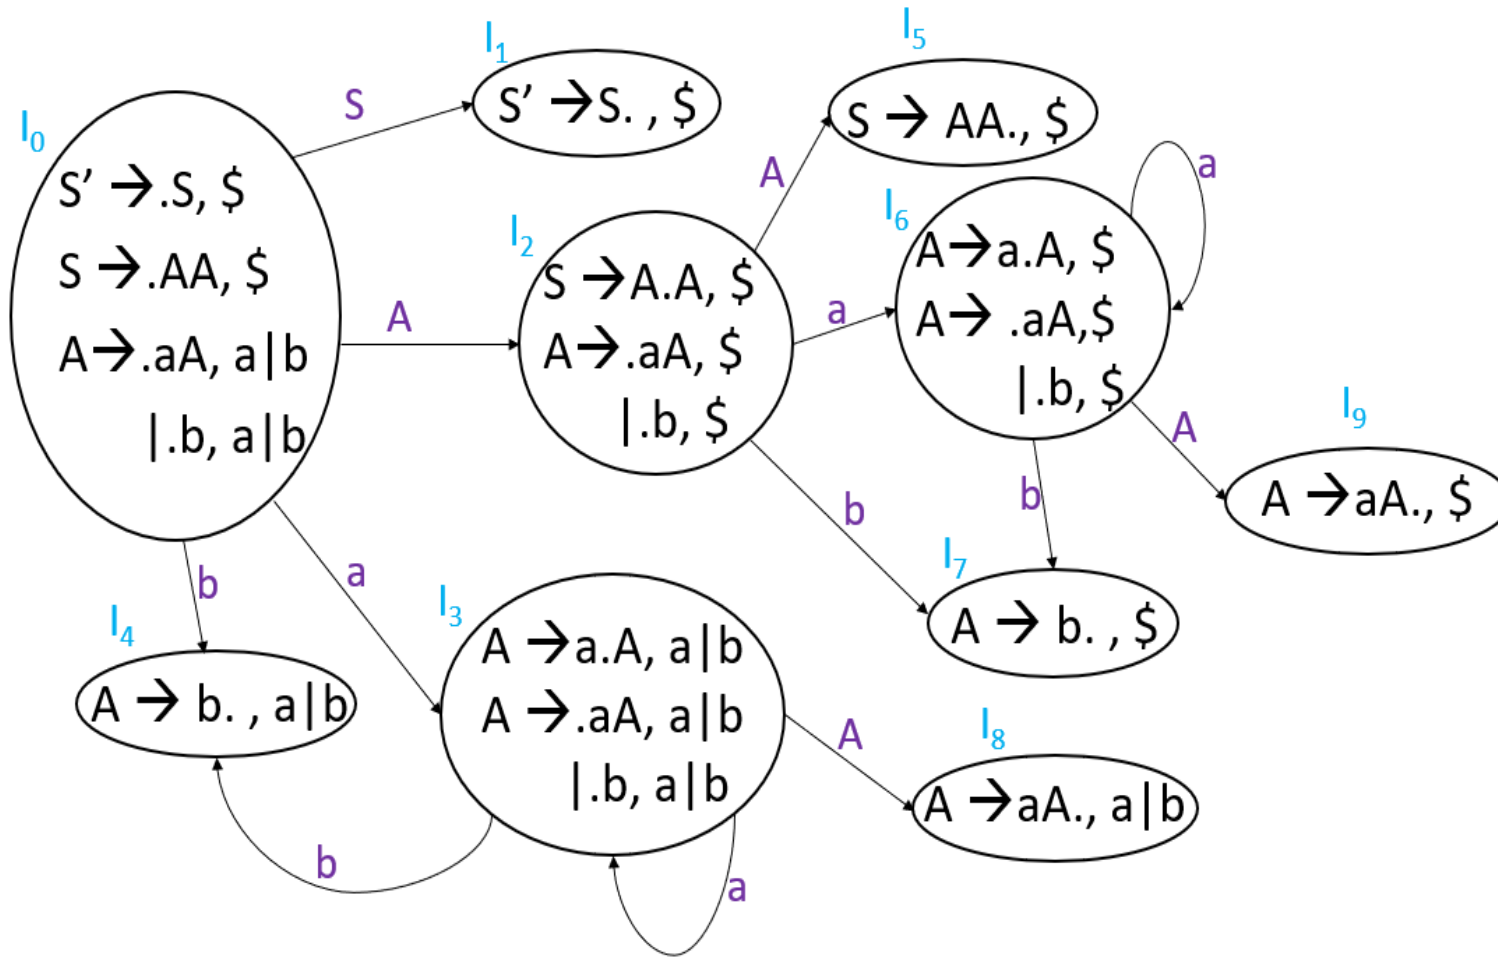 I0
S' →.S, $
S →.AA, $
A→.aA, a|b
|.b, a|b
S
I1
S' →S. , $
A
I2
S →A.A, $
A→.aA, $
|.b, $
A
I5
S → AA., $
a
I6
A→a.A, $
A→ .aA,$
|.b, $
a
A
I9
A →aA., $
b
b
I7
A → b. , $
b
I4
A → b. , a|b
a
I3
A →a.A, a|b
A →.aA, a|b
|.b, a|b
A
I8
A →aA., a|b
b
a